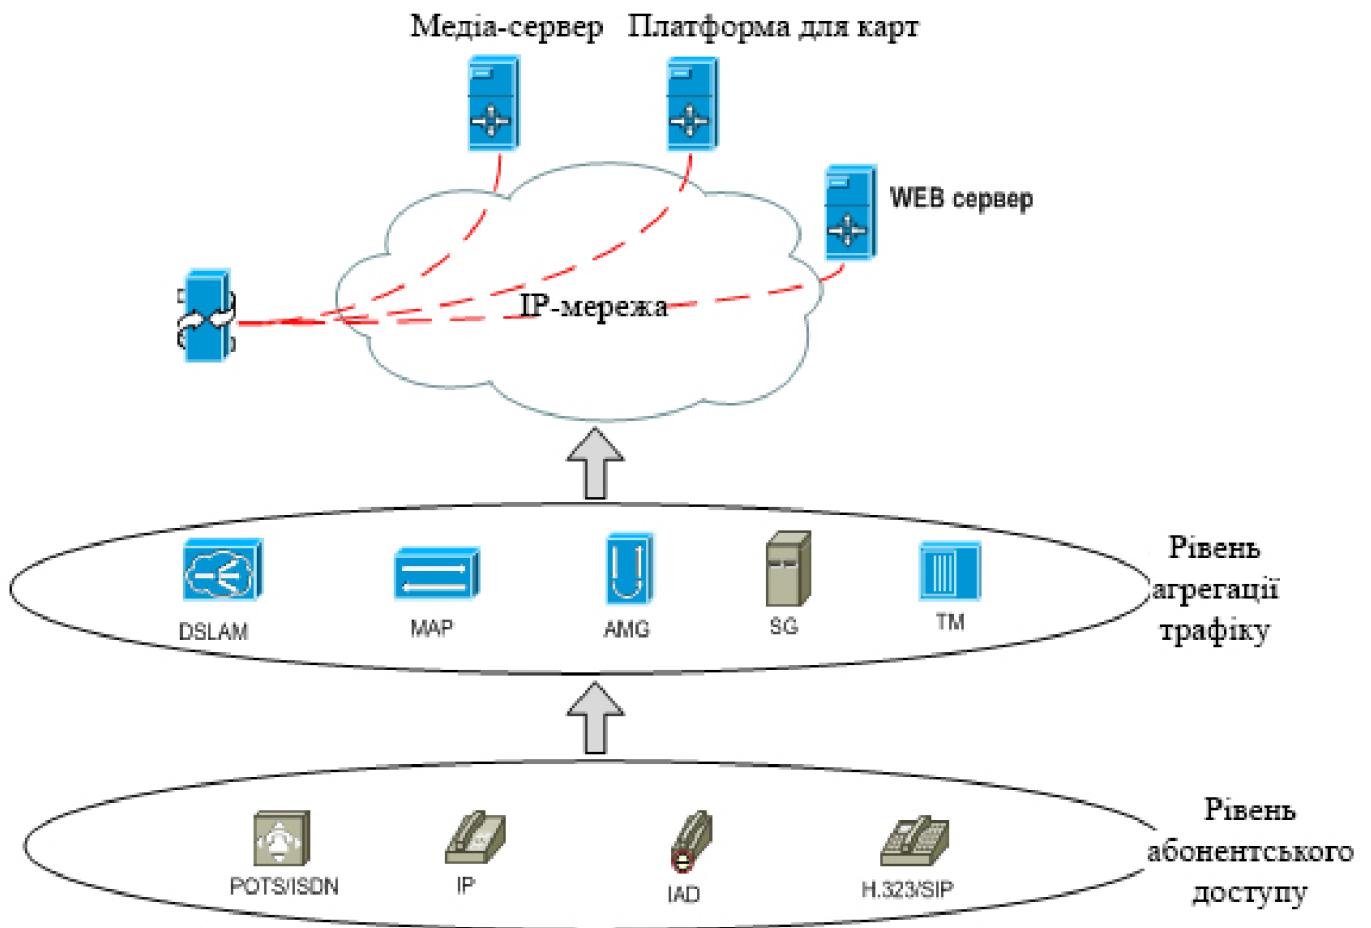 Медіа-сервер Платформа для карт
WEB сервер
IP-мережа
DSLAM
MAP
AMG
SG
TM
Рівень
агрегації
трафіку
POTS/ISDN
IP
IAD
H.323/SIP
Рівень
абонентського
доступу